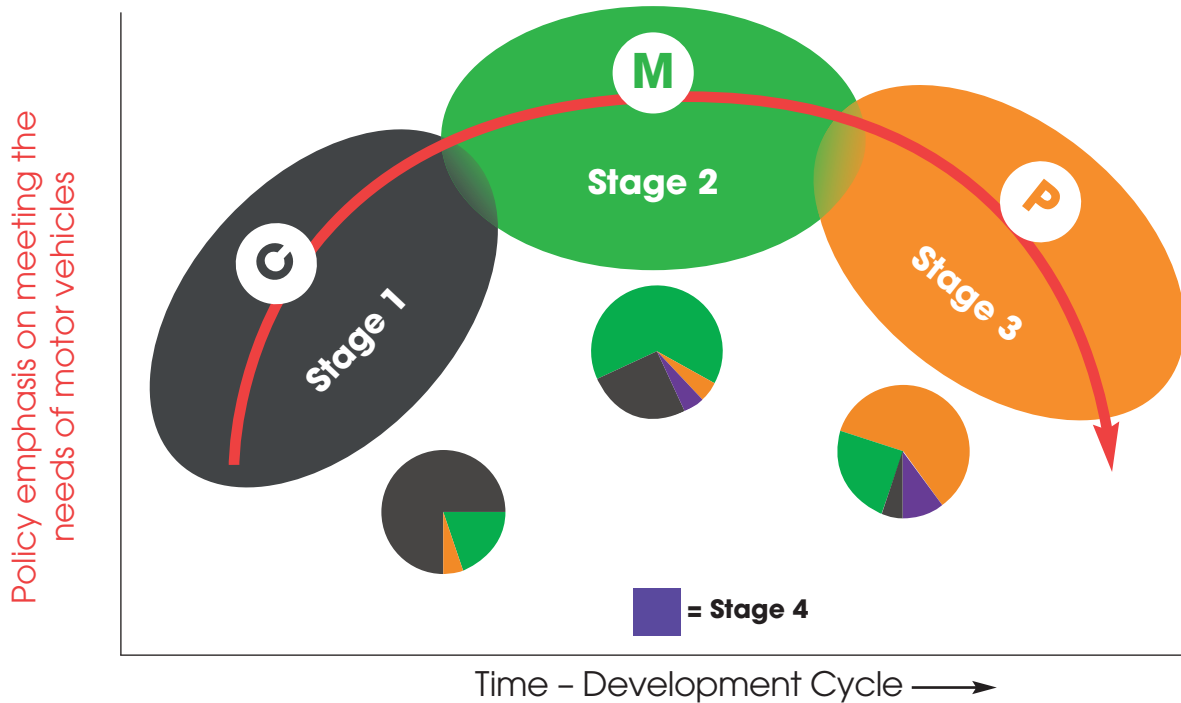 Policy emphasis on meeting the
needs of motor vehicles
C
M
P
Stage 1
Stage 2
Stage 3
= Stage 4
Time – Development Cycle